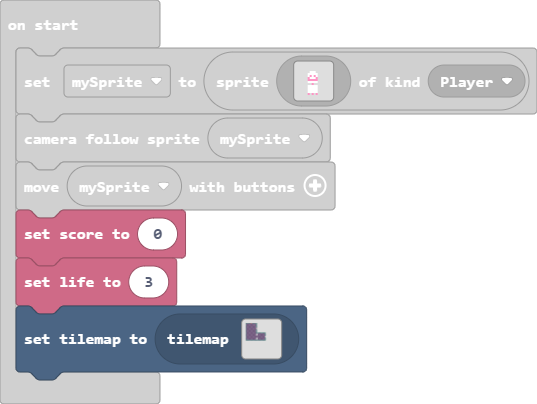 on start
set mySprite to sprite of kind Player
camera follow sprite mySprite
move mySprite with buttons
set score to 0
set life to 3
set tilemap to tilemap